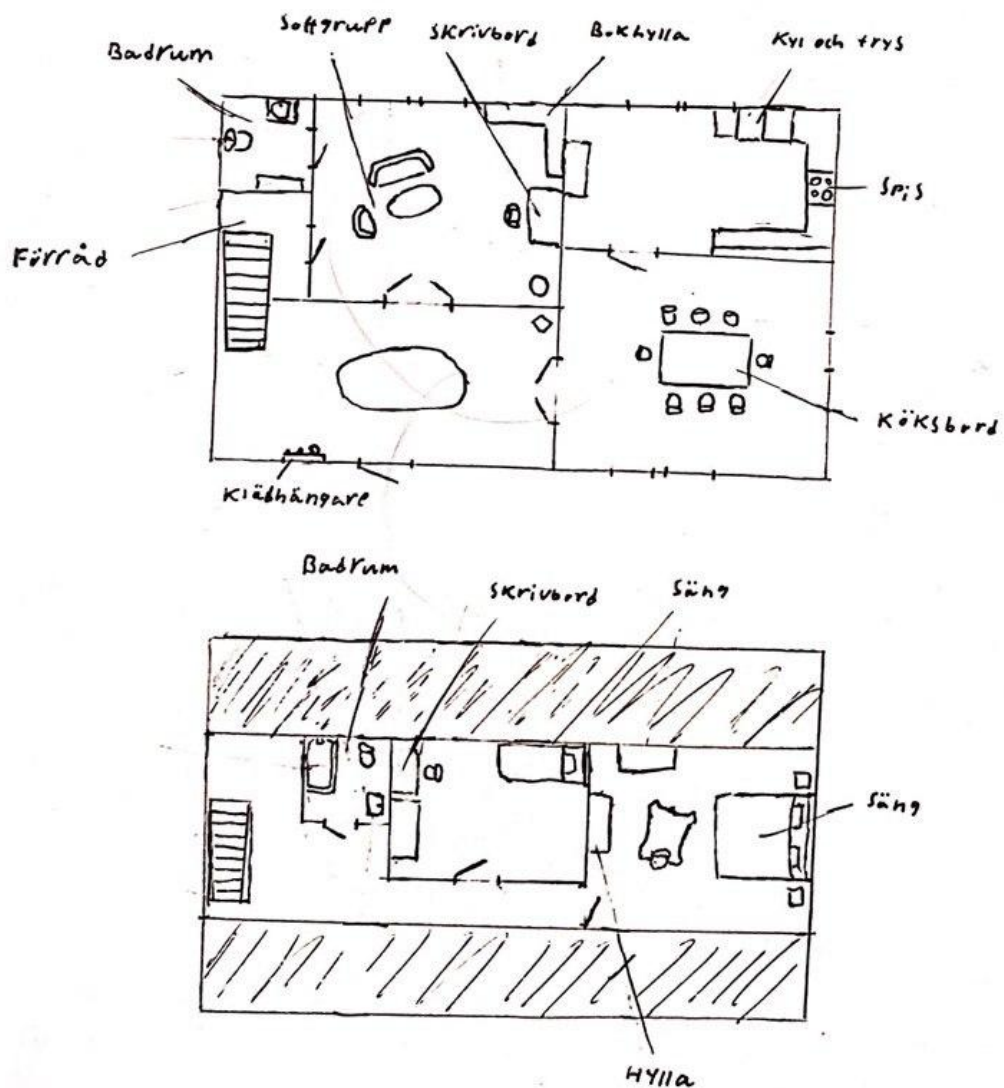 Badrum
Soffgrupp
Skrivbord
Bokhylla
Kyl och frys
Spis
Förråd
Köksbord
Klädhängare
Badrum
Skrivbord
Säng
Säng
Hylla